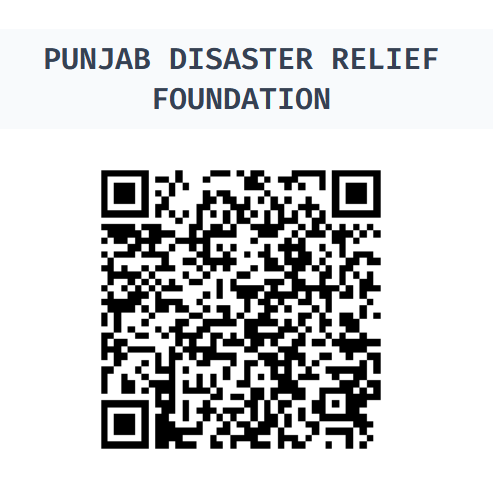 PUNJAB DISASTER RELIEF
FOUNDATION